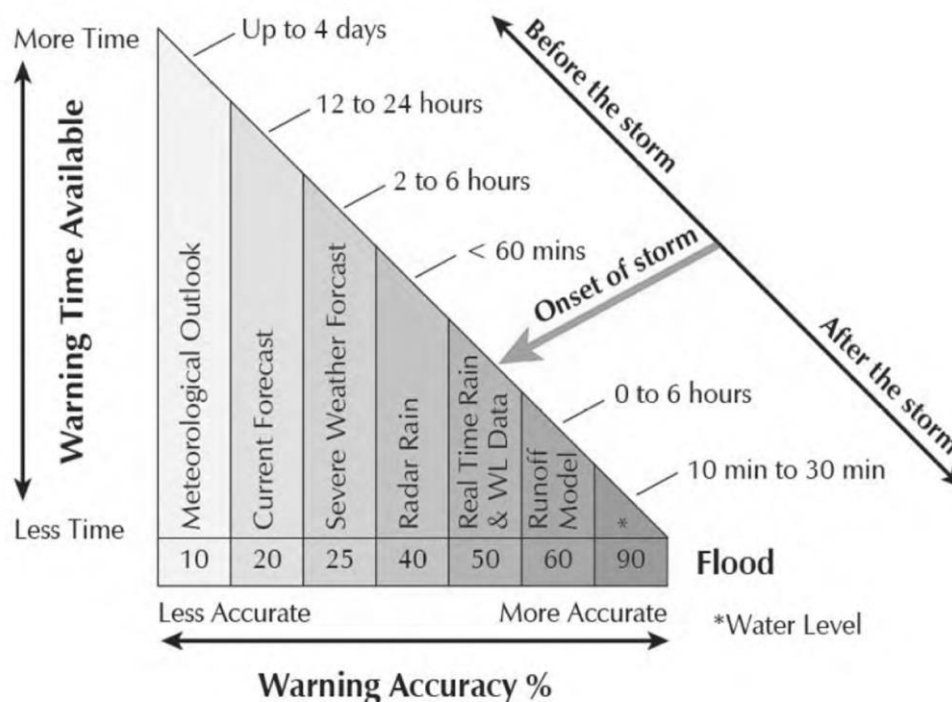 More Time
Up to 4 days
12 to 24 hours
2 to 6 hours
< 60 mins
0 to 6 hours
10 min to 30 min
Before the storm
Onset of storm
After the storm
Warning Time Available
Less Time
Meteorological Outlook
Current Forecast
Severe Weather Forcast
Radar Rain
Real Time Rain
& WL Data
Runoff
Model
*
10 20 25 40 50 60 90 Flood
Less Accurate More Accurate
*Water Level
Warning Accuracy %